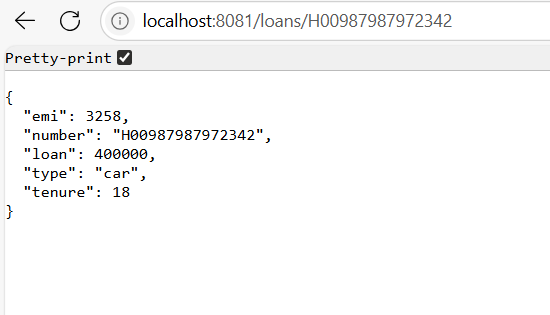 localhost:8081/loans/H00987987972342
Pretty-print
{
  "emi": 3258,
  "number": "H00987987972342",
  "loan": 400000,
  "type": "car",
  "tenure": 18
}